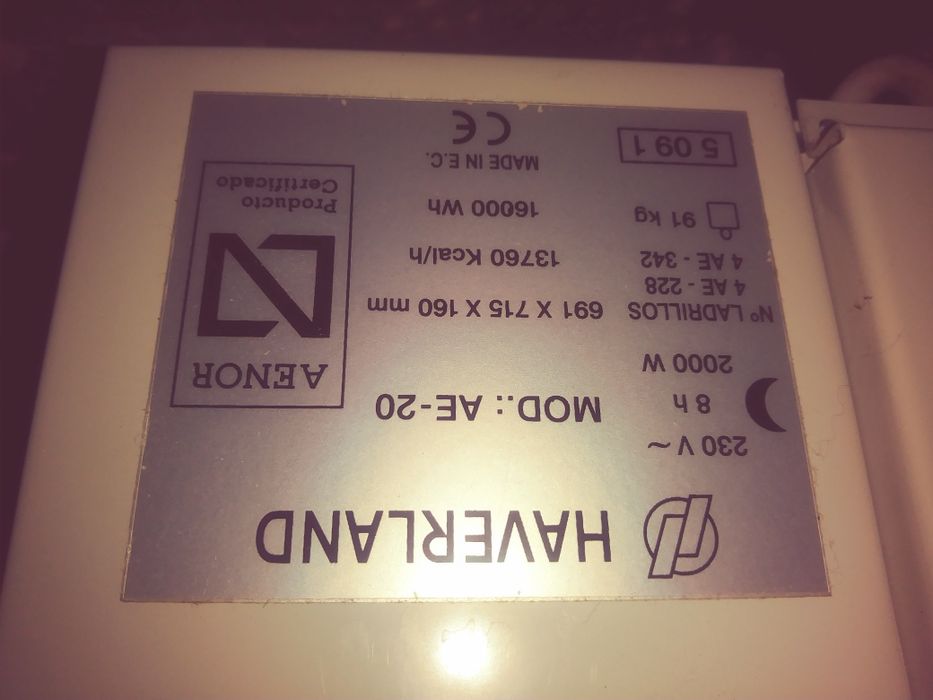 HAVERLAND
230 V ~
8 h
2000 W
MOD.: AE-20
Nº LADRILLOS
4 AE - 228
4 AE - 342
91 kg
5 09 1
691 X 715 X 160 mm
13760 Kcal/h
16000 Wh
MADE IN E.C.
CE
AENOR
Producto
Certificado